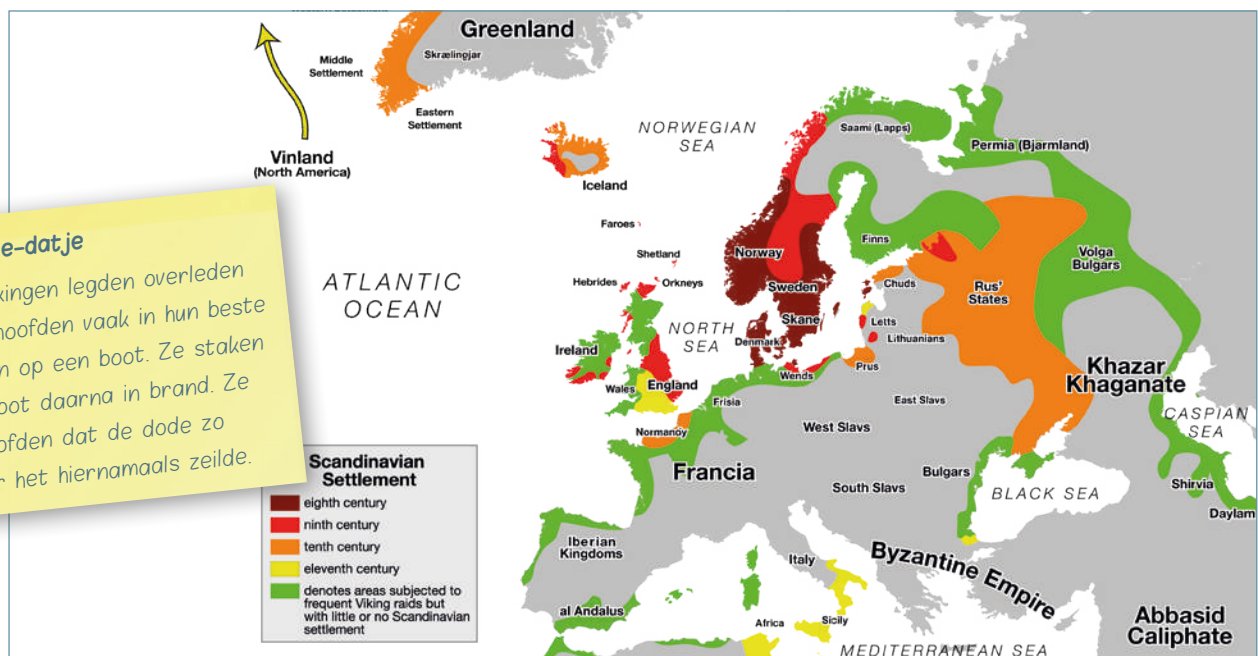 Greenland
Skrælingjar
Middle
Settlement
Eastern
Settlement
Vinland
(North America)
Iceland
NORWEGIAN
SEA
Saami (Lapps)
Permia (Bjarmland)
Faroes
Shetland
Hebrides
Orkneys
ATLANTIC
OCEAN
Norway
Sweden
Skane
Denmark
Finns
Chuds
Rus'
States
Volga
Bulgars
Letts
Lithuanians
Prus
Wends
NORTH
SEA
Ireland
Wales
England
Frisia
Normandy
East Slavs
West Slavs
South Slavs
Khazar
Khaganate
CASPIAN
SEA
Francia
Bulgars
BLACK SEA
Shirvia
Daylam
Iberian
Kingdoms
Italy
Byzantine Empire
al Andalus
Africa
Sicily
MEDITERRANEAN SEA
Abbasid
Caliphate
e-datje
kingen legden overleden
hoofden vaak in hun beste
n op een boot. Ze staken
oot daarna in brand. Ze
ofden dat de dode zo
r het hiernamaals zeilde.
Scandinavian
Settlement
eighth century
ninth century
tenth century
eleventh century
denotes areas subjected to
frequent Viking raids but
with little or no Scandinavian
settlement